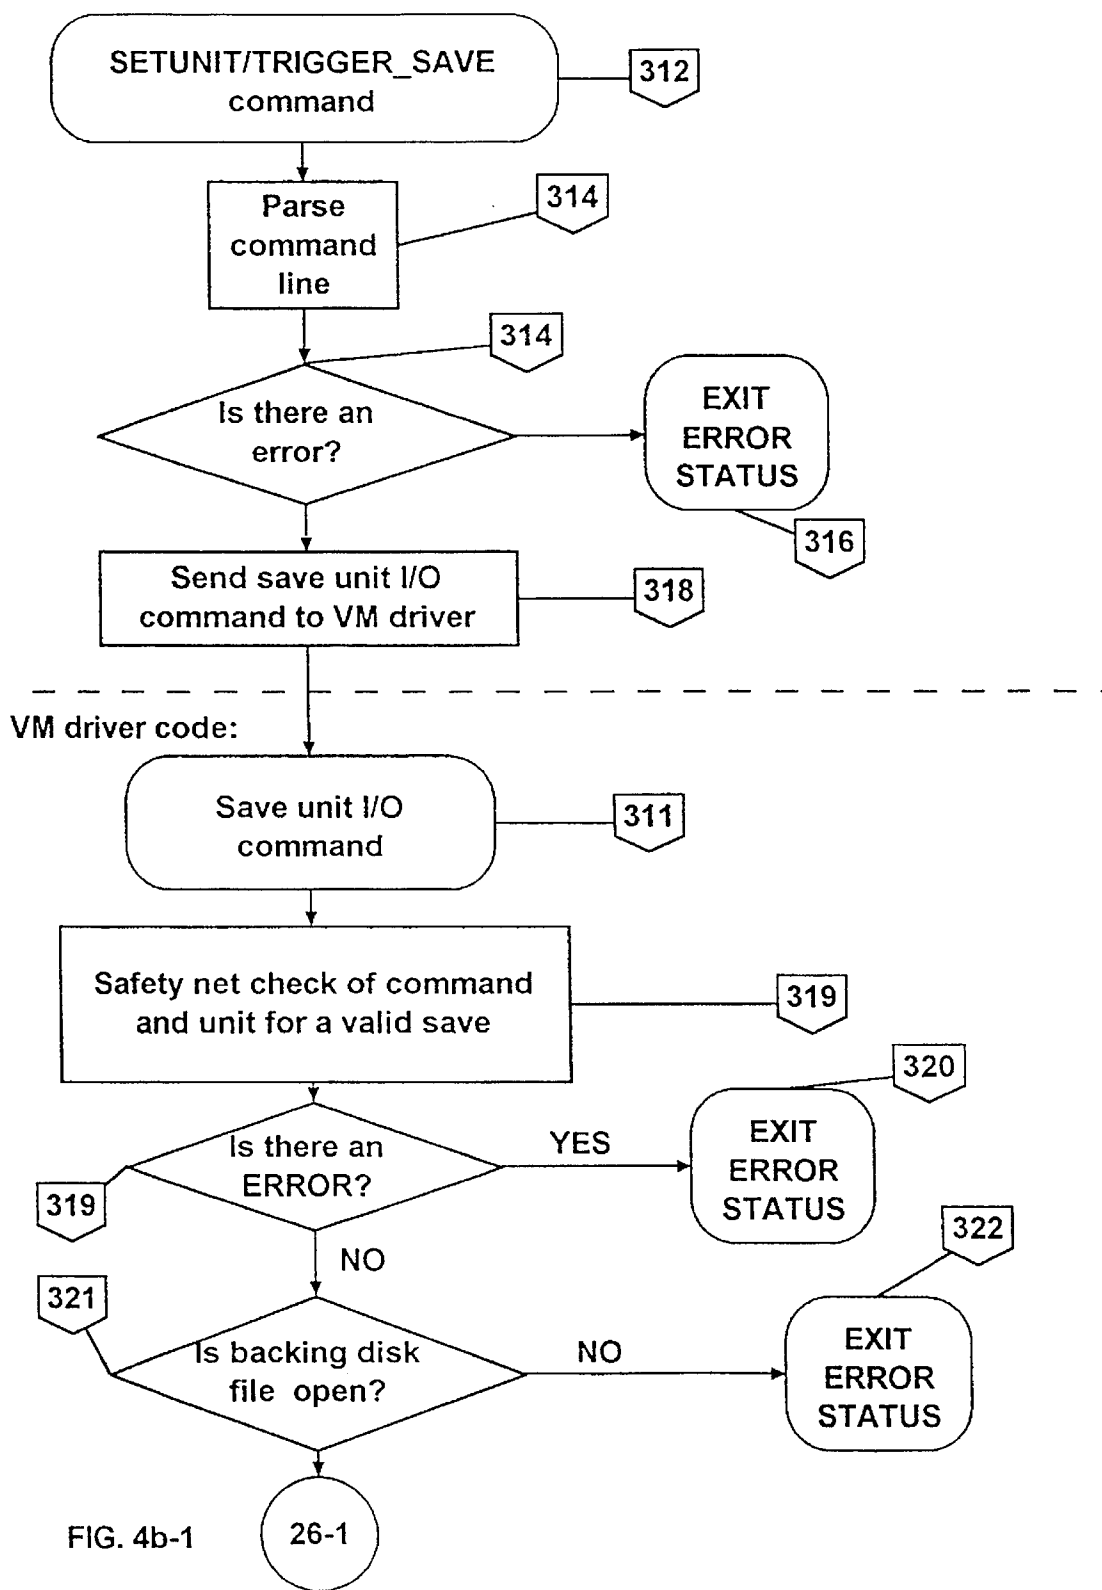 SETUNIT/TRIGGER_SAVE
command
312
Parse
command
line
314
314
Is there an
error?
EXIT
ERROR
STATUS
316
Send save unit I/O
command to VM driver
318
VM driver code:
Save unit I/O
command
311
Safety net check of command
and unit for a valid save
319
320
Is there an
ERROR?
YES
EXIT
ERROR
STATUS
319
NO
322
321
Is backing disk
file open?
NO
EXIT
ERROR
STATUS
26-1
FIG. 4b-1